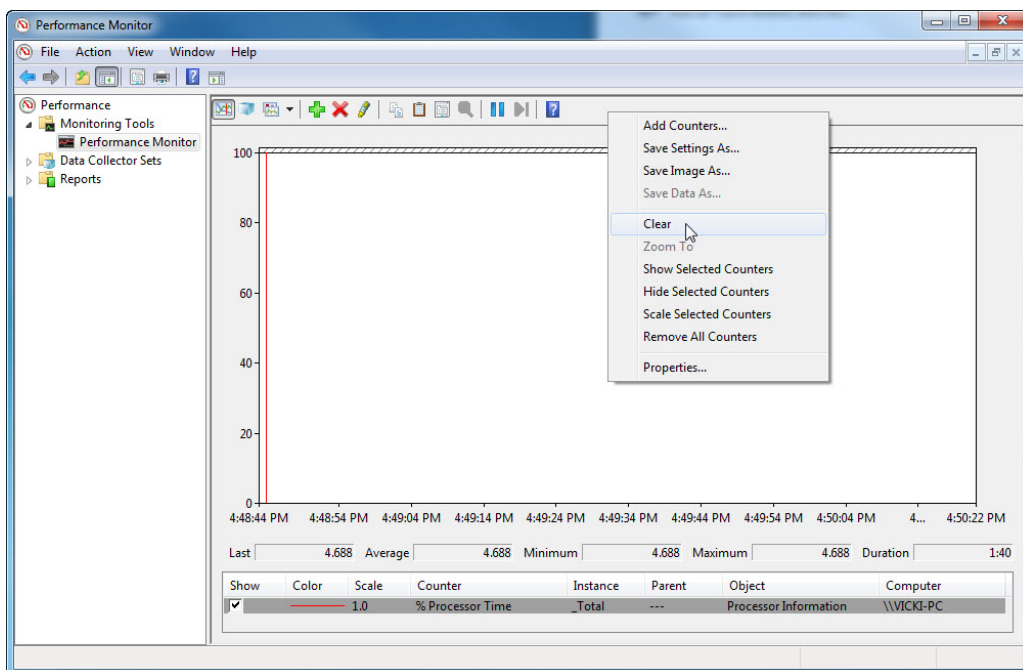 Performance Monitor
File Action View Window Help
Performance
Monitoring Tools
Performance Monitor
Data Collector Sets
Reports
Add Counters...
Save Settings As...
Save Image As...
Save Data As...
Clear
Zoom To
Show Selected Counters
Hide Selected Counters
Scale Selected Counters
Remove All Counters
Properties...
100
80
60
40
20
0
4:48:44 PM 4:48:54 PM 4:49:04 PM 4:49:14 PM 4:49:24 PM 4:49:34 PM 4:49:44 PM 4:49:54 PM 4:50:04 PM 4... 4:50:22 PM
Last 4.688 Average 4.688 Minimum 4.688 Maximum 4.688 Duration 1:40
Show Color Scale Counter Instance Parent Object Computer
1.0 % Processor Time _Total --- Processor Information \\VICKI-PC